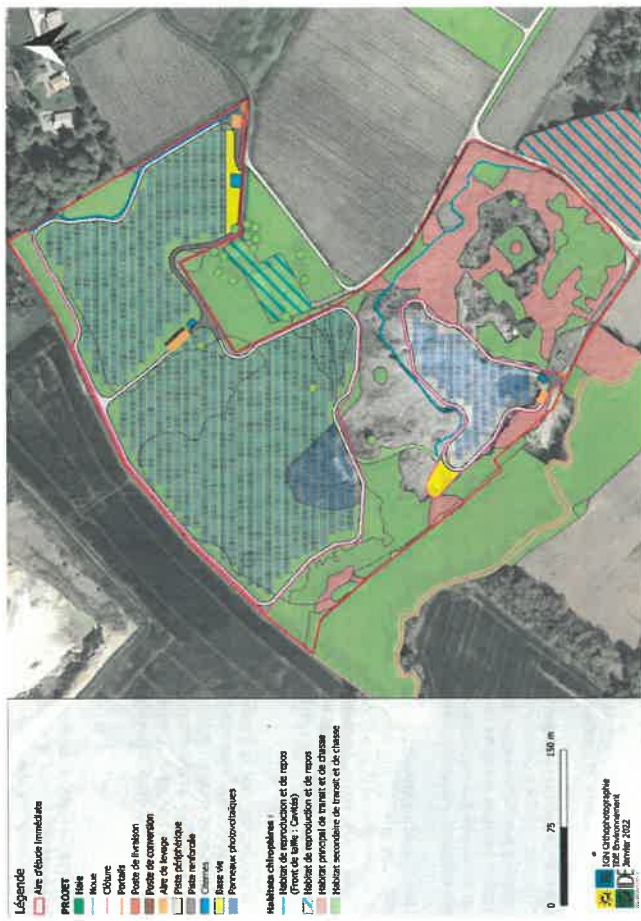 Légende
Aire d'étude immédiate
PROJET
Haie
Noue
Clôture
Portails
Poste de livraison
Poste de conversion
Aire de levage
Piste périphérique
Piste renforcée
Citernes
Base vie
Panneaux photovoltaïques
Habitats chiroptères :
Habitat de reproduction et de repos
(Front de taille : Cavités)
Habitat de reproduction et de repos
Habitat principal de transit et de chasse
Habitat secondaire de transit et de chasse
0 75 150 m
IGN Orthophotographie
IDE Environnement
Janvier 2022
IDE